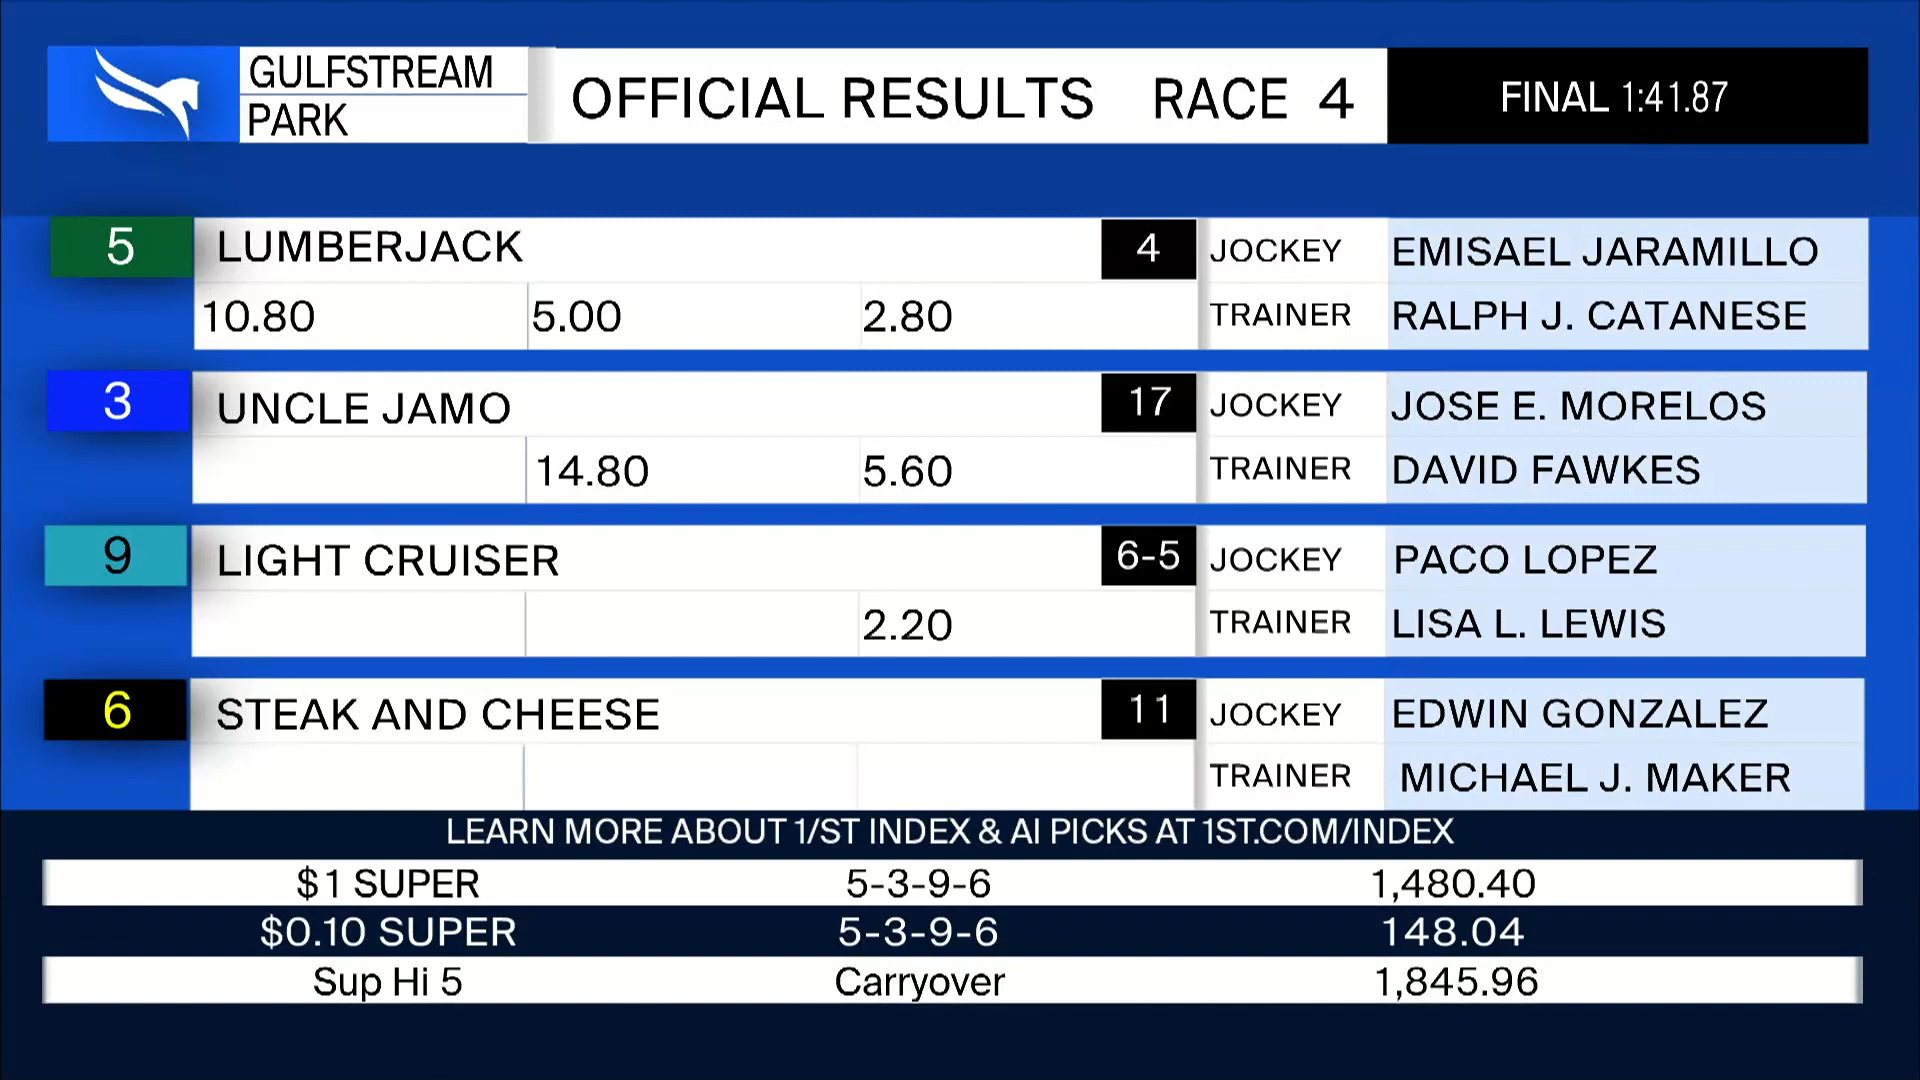 GULFSTREAM
PARK
OFFICIAL RESULTS RACE 4
FINAL 1:41.87
5 LUMBERJACK 4 JOCKEY EMISAEL JARAMILLO
10.80 5.00 2.80 TRAINER RALPH J. CATANESE
3 UNCLE JAMO 17 JOCKEY JOSE E. MORELOS
14.80 5.60 TRAINER DAVID FAWKES
9 LIGHT CRUISER 6-5 JOCKEY PACO LOPEZ
2.20 TRAINER LISA L. LEWIS
6 STEAK AND CHEESE 11 JOCKEY EDWIN GONZALEZ
TRAINER MICHAEL J. MAKER
LEARN MORE ABOUT 1/ST INDEX & AI PICKS AT 1ST.COM/INDEX
$1 SUPER 5-3-9-6 1,480.40
$0.10 SUPER 5-3-9-6 148.04
Sup Hi 5 Carryover 1,845.96